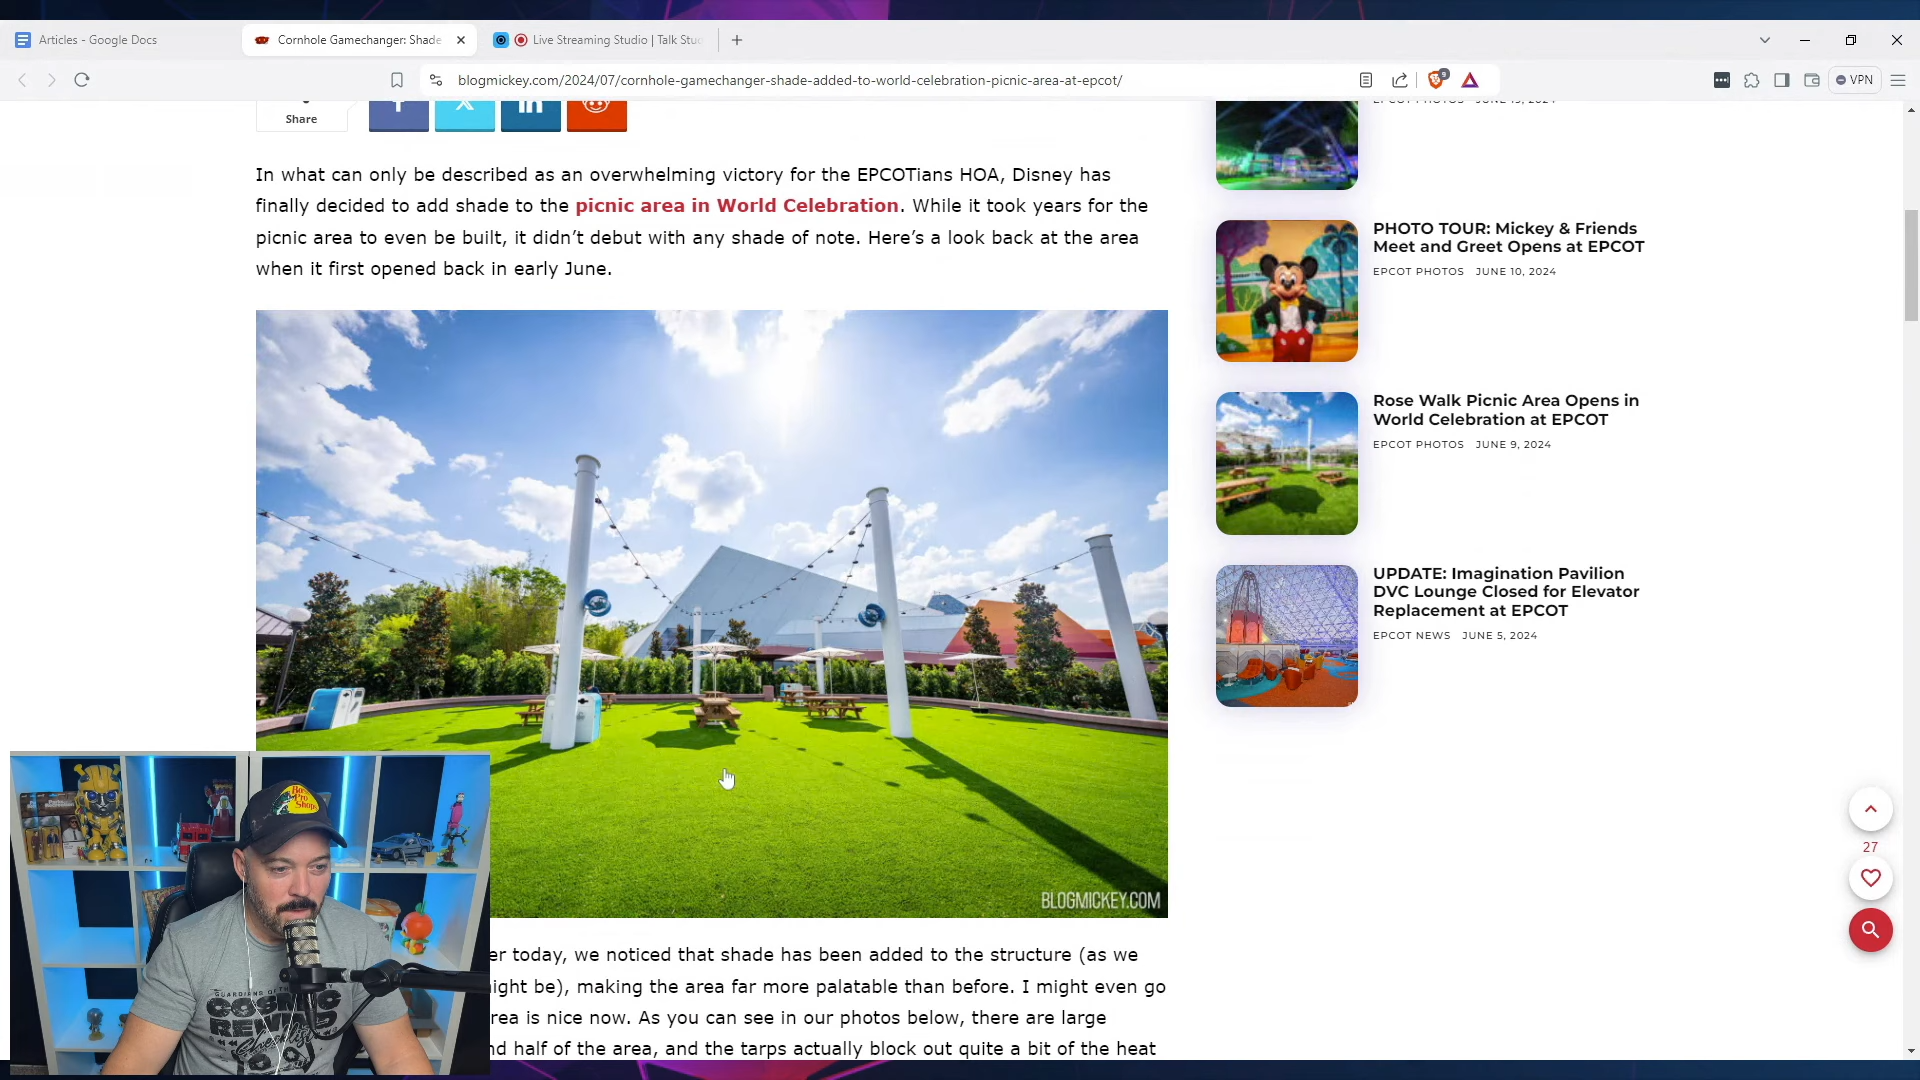 Articles - Google Docs
Cornhole Gamechanger: Shade
Live Streaming Studio | Talk Stu
blogmickey.com/2024/07/cornhole-gamechanger-shade-added-to-world-celebration-picnic-area-at-epcot/
9
VPN
Share
In what can only be described as an overwhelming victory for the EPCOTians HOA, Disney has
finally decided to add shade to the picnic area in World Celebration. While it took years for the
picnic area to even be built, it didn’t debut with any shade of note. Here’s a look back at the area
when it first opened back in early June.
BLOGMICKEY.COM
er today, we noticed that shade has been added to the structure (as we
ight be), making the area far more palatable than before. I might even go
rea is nice now. As you can see in our photos below, there are large
nd half of the area, and the tarps actually block out quite a bit of the heat
EPCOT PHOTOS
PHOTO TOUR: Mickey & Friends
Meet and Greet Opens at EPCOT
EPCOT PHOTOS JUNE 10, 2024
Rose Walk Picnic Area Opens in
World Celebration at EPCOT
EPCOT PHOTOS JUNE 9, 2024
UPDATE: Imagination Pavilion
DVC Lounge Closed for Elevator
Replacement at EPCOT
EPCOT NEWS JUNE 5, 2024
27
Bass
Pro Shops
COSMIC
REWIND